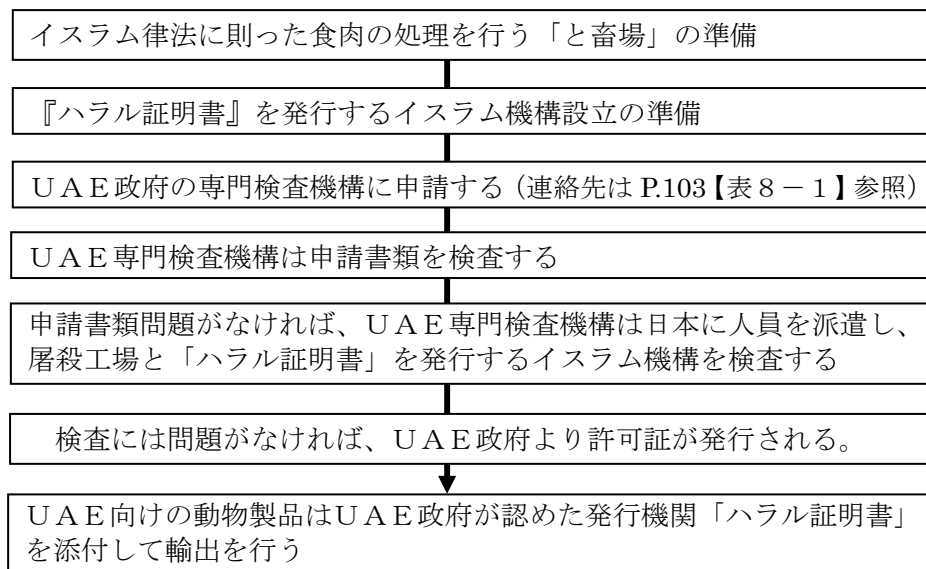 イスラム律法に則った食肉の処理を行う「と畜場」の準備
『ハラル証明書』を発行するイスラム機構設立の準備
ＵＡＥ政府の専門検査機構に申請する（連絡先は P.103【表８－１】参照）
ＵＡＥ専門検査機構は申請書類を検査する
申請書類問題がなければ、ＵＡＥ専門検査機構は日本に人員を派遣し、
屠殺工場と「ハラル証明書」を発行するイスラム機構を検査する
検査には問題がなければ、ＵＡＥ政府より許可証が発行される。
ＵＡＥ向けの動物製品はＵＡＥ政府が認めた発行機関「ハラル証明書」
を添付して輸出を行う